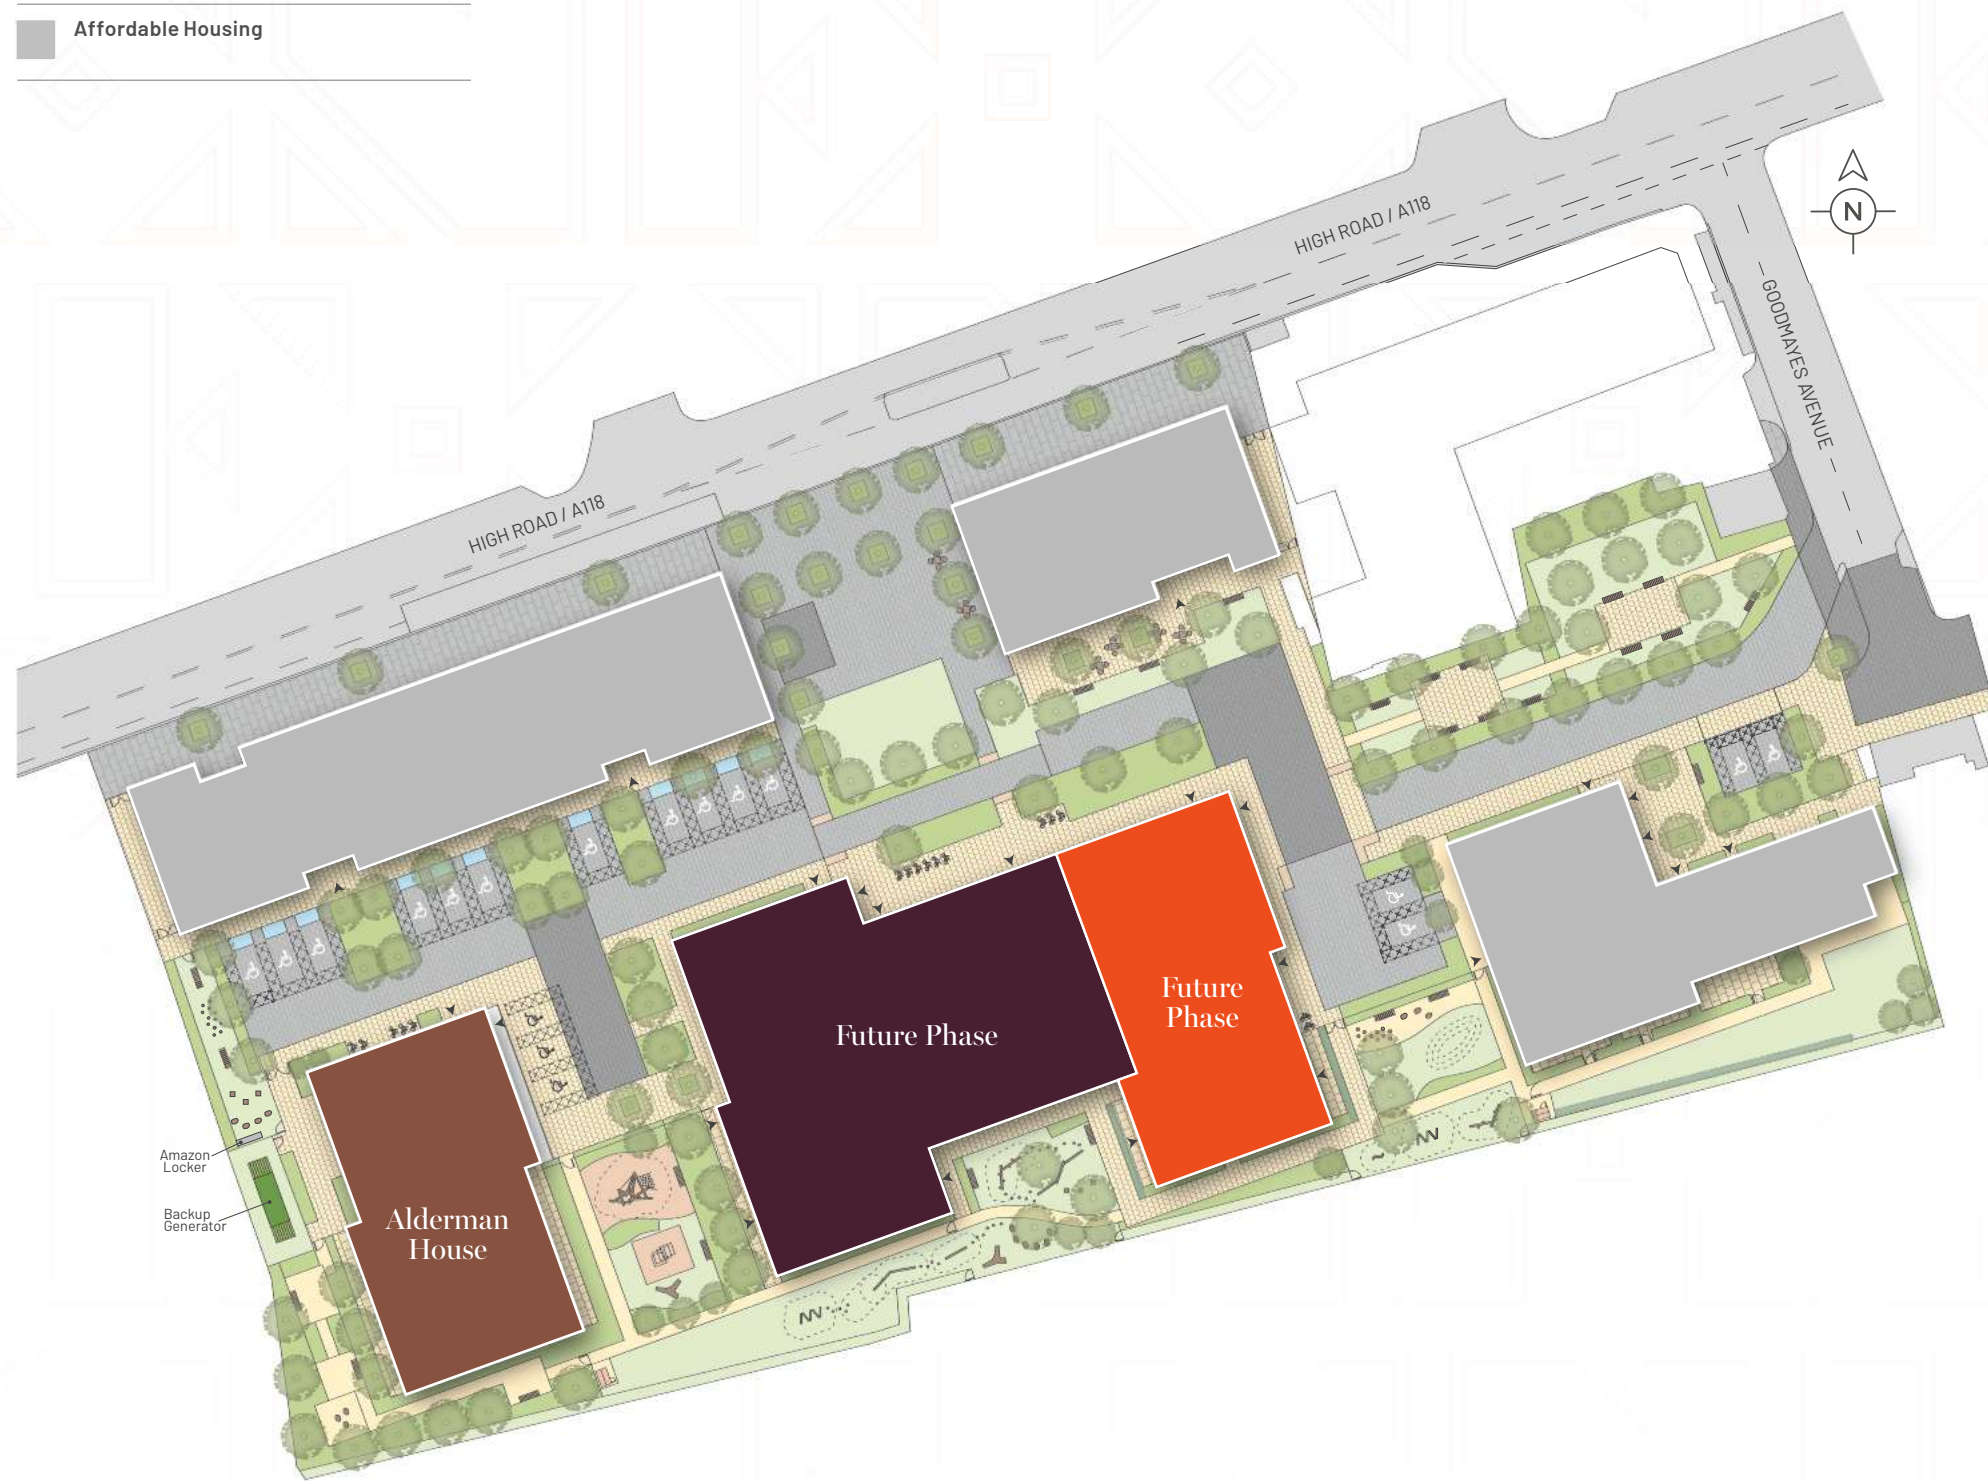 Affordable Housing
HIGH ROAD / A118
N
GOODMAYES AVENUE
HIGH ROAD / A118
Future
Phase
Future Phase
Amazon
Locker
Backup
Generator
Alderman
House